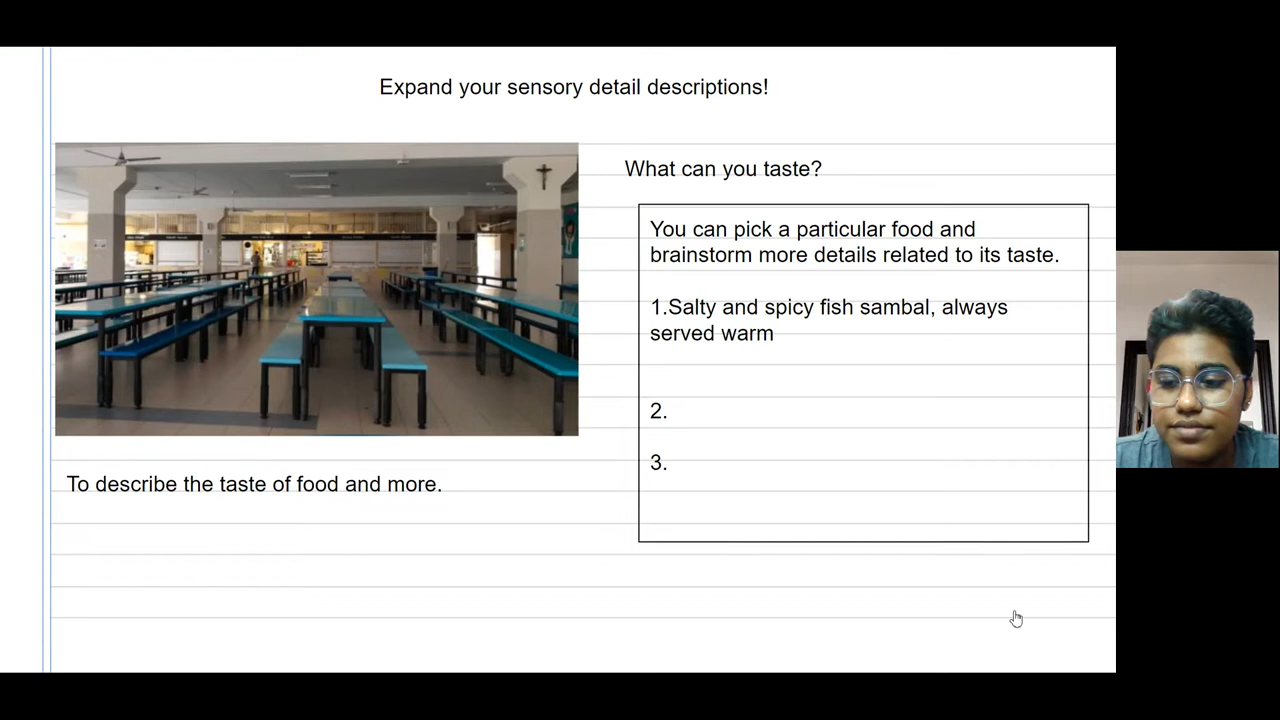 Expand your sensory detail descriptions!
What can you taste?
You can pick a particular food and
brainstorm more details related to its taste.
1.Salty and spicy fish sambal, always
served warm
2.
3.
To describe the taste of food and more.